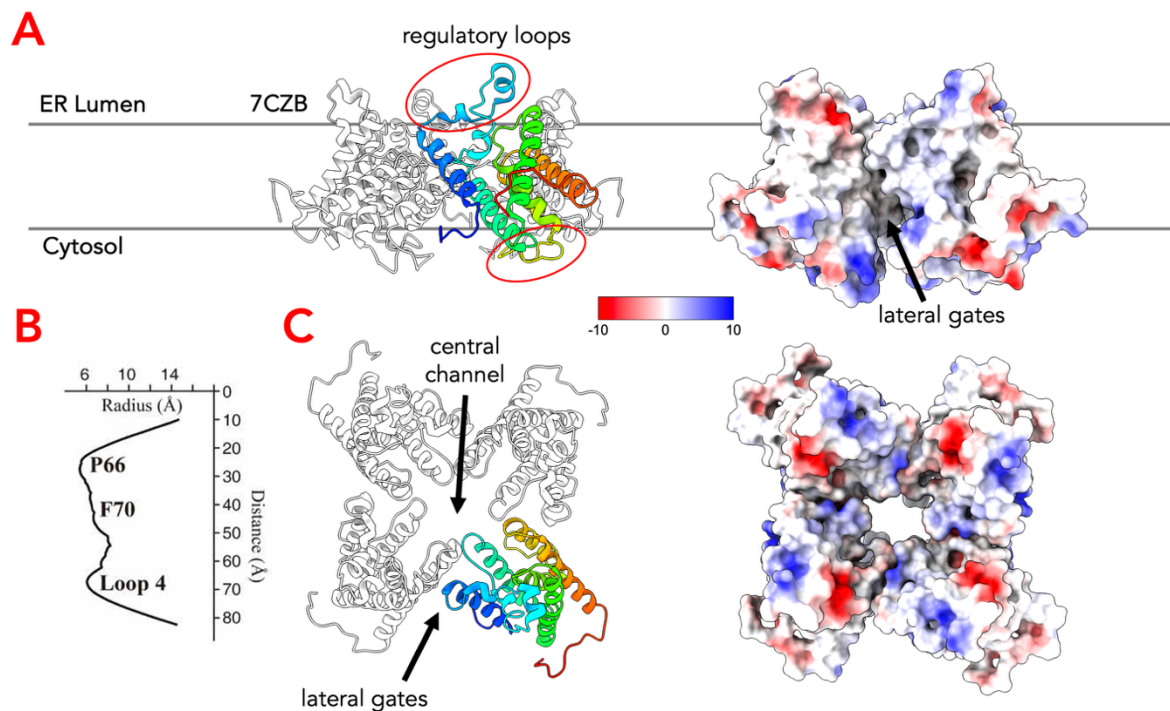 A
regulatory loops
ER Lumen
7CZB
Cytosol
lateral gates
-10 0 10
B
6 10 14
Radius (Å)
0
10
20
30
40
50
60
70
80
Distance (Å)
P66
F70
Loop 4
C
central
channel
lateral gates